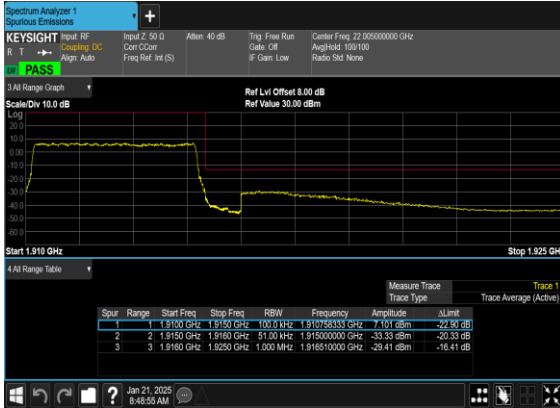 Spectrum Analyzer 1
Spurious Emissions
+
KEYSIGHT Input: RF Input Z: 50 Ω Atten: 40 dB Trig: Free Run Center Freq: 22.005000000 GHz
R T Coupling: DC Corr CCorr Gate: Off Avg|Hold: 100/100
Align: Auto Freq Ref: Int (S) IF Gain: Low Radio Std: None
PASS
3 All Range Graph
Ref Lvl Offset 8.00 dB
Scale/Div 10.0 dB Ref Value 30.00 dBm
Log
20.0
10.0
0.00
-10.0
-20.0
-30.0
-40.0
-50.0
-60.0
Start 1.910 GHz Stop 1.925 GH
4 All Range Table
Measure Trace Trace 1
Trace Type Trace Average (Active)
Spur Range Start Freq Stop Freq RBW Frequency Amplitude ΔLimit
1 1 1.9100 GHz 1.9150 GHz 100.0 kHz 1.910758333 GHz 7.101 dBm -22.90 dB
2 2 1.9150 GHz 1.9160 GHz 51.00 kHz 1.915000000 GHz -33.33 dBm -20.33 dB
3 3 1.9160 GHz 1.9250 GHz 1.000 MHz 1.916510000 GHz -29.41 dBm -16.41 dB
? Jan 21, 2025
8:48:55 AM